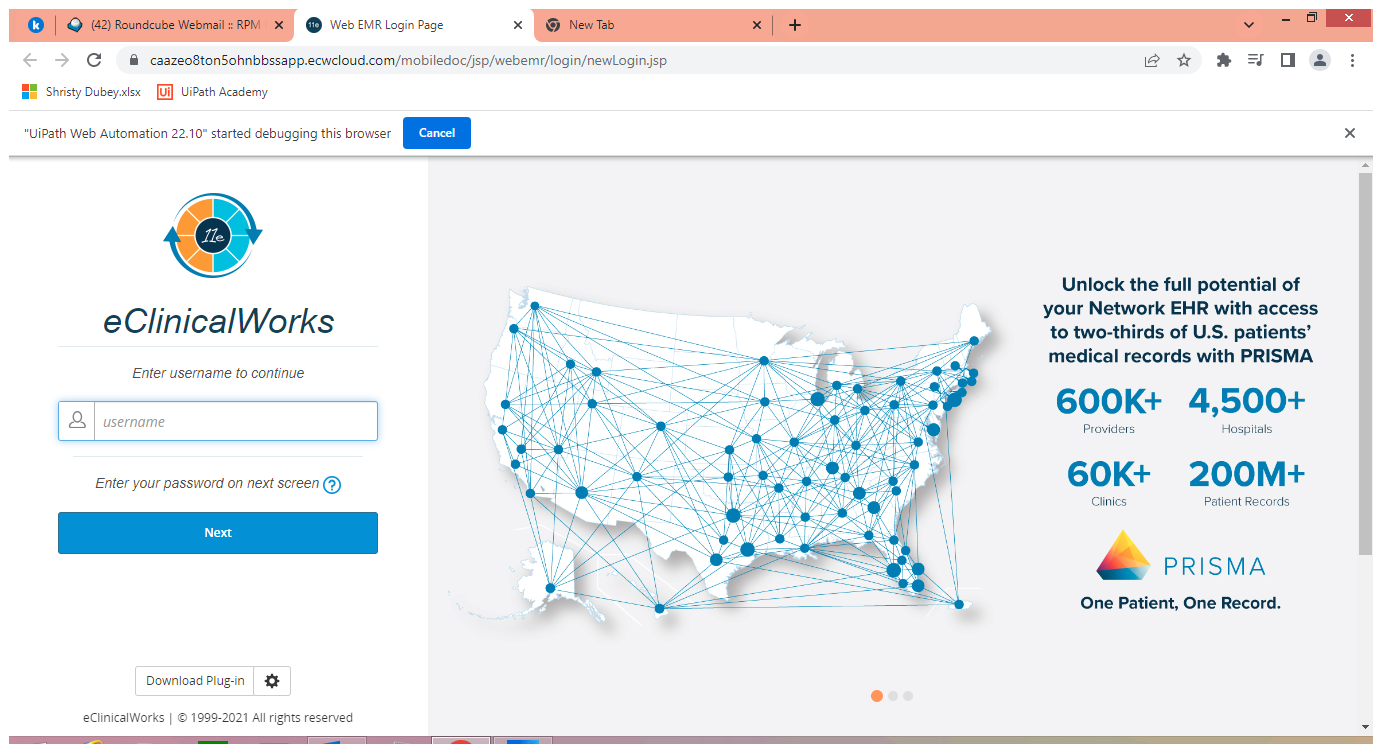 k
(42) Roundcube Webmail :: RPM
11e
Web EMR Login Page
New Tab
caazeo8ton5ohnbbssapp.ecwcloud.com/mobiledoc/jsp/webemr/login/newLogin.jsp
Shristy Dubey.xlsx
Ui
UiPath Academy
"UiPath Web Automation 22.10" started debugging this browser
Cancel
11e
eClinicalWorks
Enter username to continue
username
Enter your password on next screen
?
Next
Download Plug-in
eClinicalWorks | © 1999-2021 All rights reserved
Unlock the full potential of
your Network EHR with access
to two-thirds of U.S. patients'
medical records with PRISMA
600K+ 4,500+
Providers Hospitals
60K+ 200M+
Clinics Patient Records
PRISMA
One Patient, One Record.